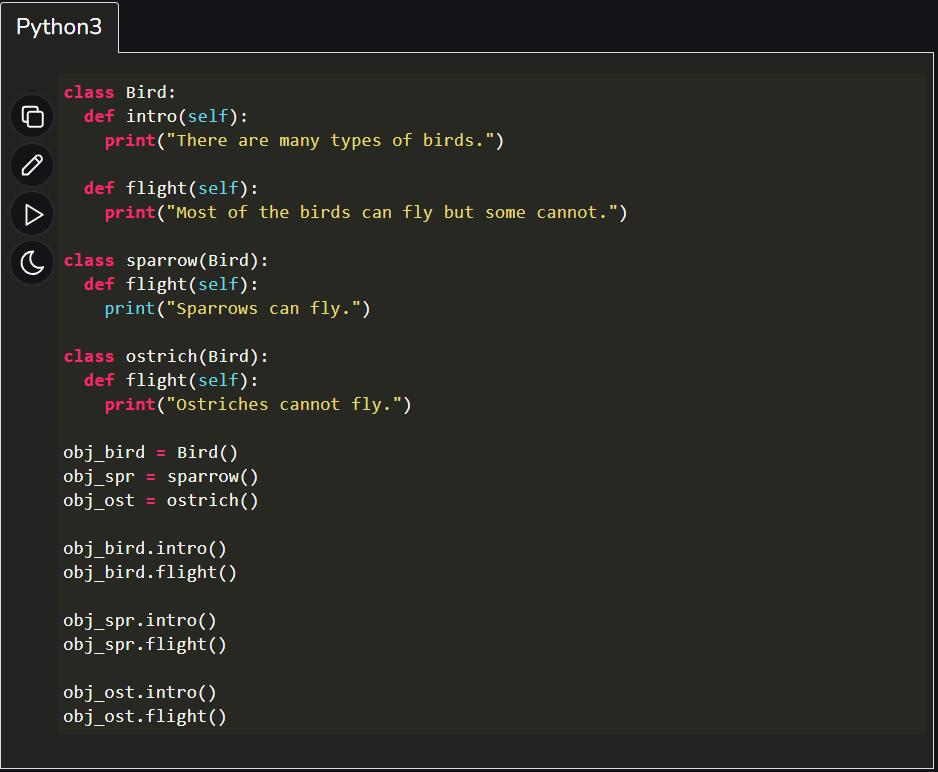 Python3
class Bird:
  def intro(self):
    print("There are many types of birds.")
  def flight(self):
    print("Most of the birds can fly but some cannot.")
class sparrow(Bird):
  def flight(self):
    print("Sparrows can fly.")
class ostrich(Bird):
  def flight(self):
    print("Ostriches cannot fly.")
obj_bird = Bird()
obj_spr = sparrow()
obj_ost = ostrich()
obj_bird.intro()
obj_bird.flight()
obj_spr.intro()
obj_spr.flight()
obj_ost.intro()
obj_ost.flight()